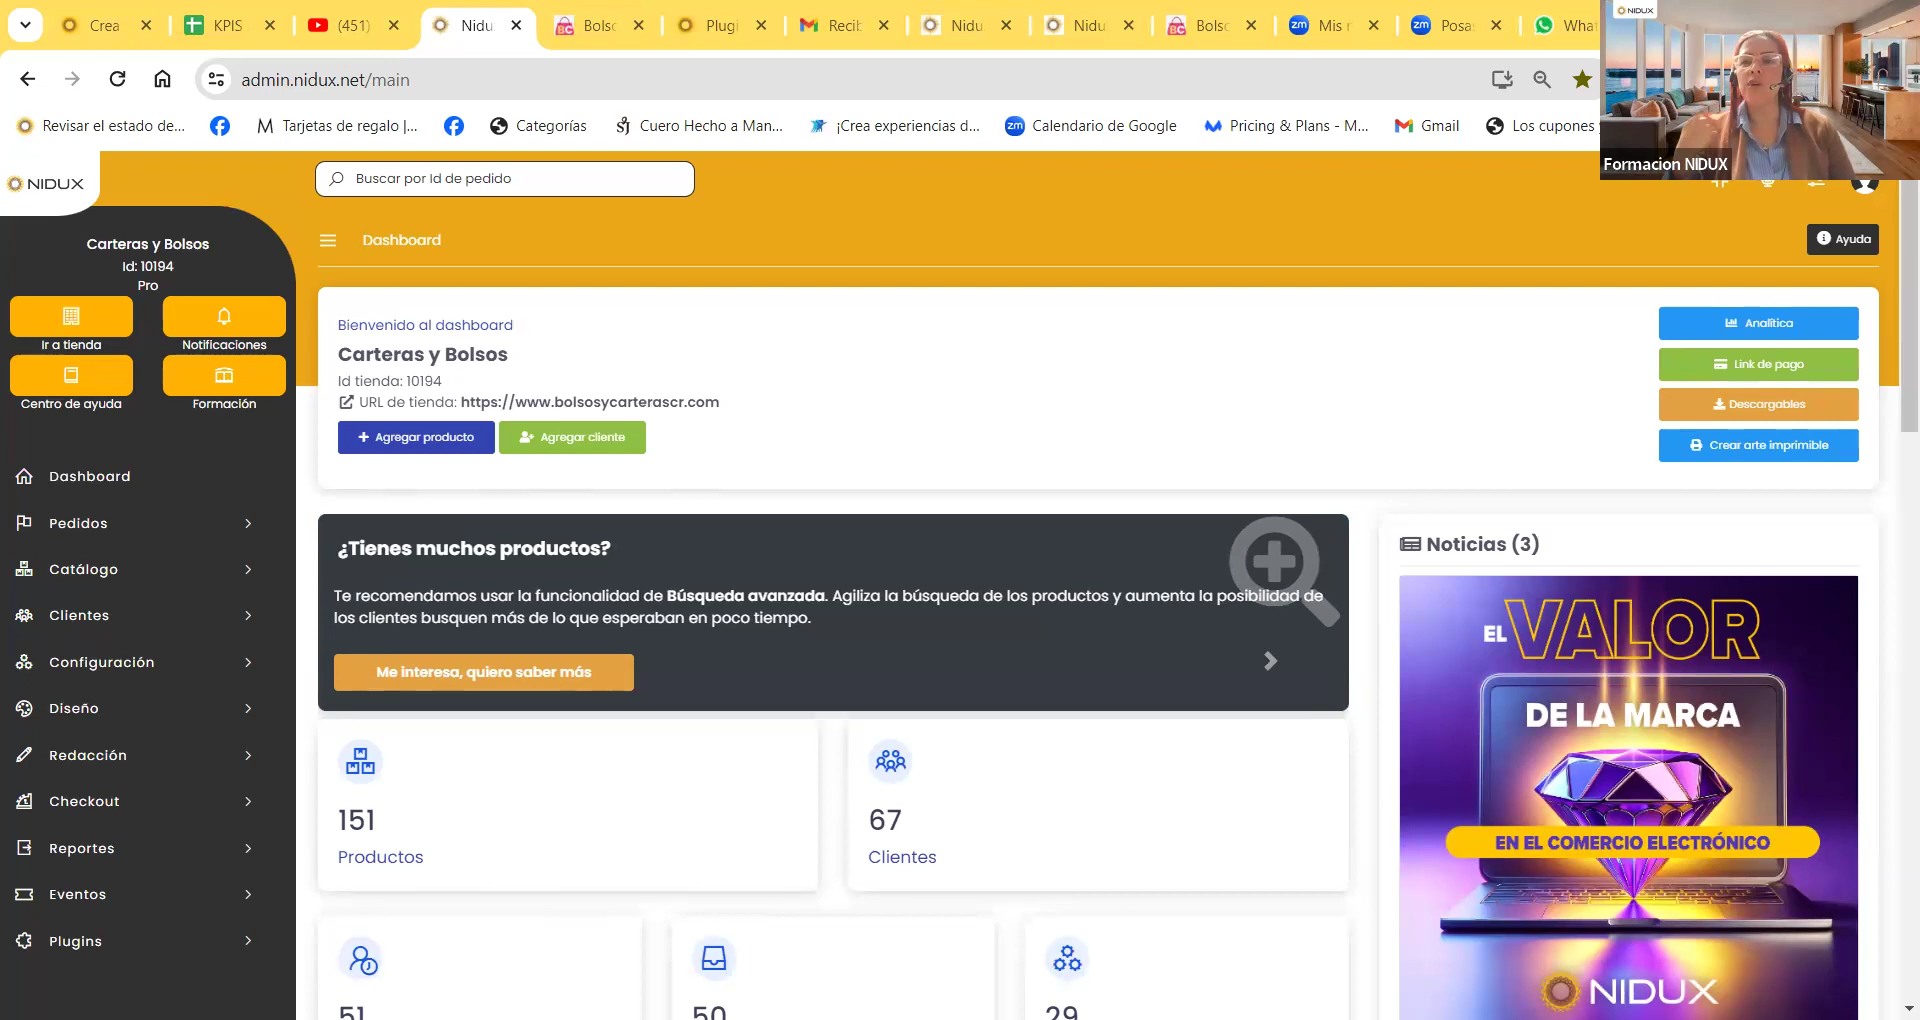 Crea
KPIS
(451)
Nidu
Bolsc
Plugi
Recib
Nidu
Nidu
Bolsc
Mis r
Posa
What
NIDUX
admin.nidux.net/main
Revisar el estado de...
Tarjetas de regalo |...
Categorías
Cuero Hecho a Man...
¡Crea experiencias d...
Calendario de Google
Pricing & Plans - M...
Gmail
Los cupones
Formacion NIDUX
NIDUX
Buscar por Id de pedido
Carteras y Bolsos
Id: 10194
Pro
Ir a tienda
Notificaciones
Centro de ayuda
Formación
Dashboard
Ayuda
Bienvenido al dashboard
Carteras y Bolsos
Id tienda: 10194
URL de tienda: https://www.bolsosycarterascr.com
Agregar producto
Agregar cliente
Analítica
Link de pago
Descargables
Crear arte imprimible
Dashboard
Pedidos
Catálogo
Clientes
Configuración
Diseño
Redacción
Checkout
Reportes
Eventos
Plugins
¿Tienes muchos productos?
Te recomendamos usar la funcionalidad de Búsqueda avanzada. Agiliza la búsqueda de los productos y aumenta la posibilidad de
los clientes busquen más de lo que esperaban en poco tiempo.
Me interesa, quiero saber más
151
Productos
67
Clientes
51
50
29
Noticias (3)
EL VALOR
DE LA MARCA
EN EL COMERCIO ELECTRÓNICO
NIDUX